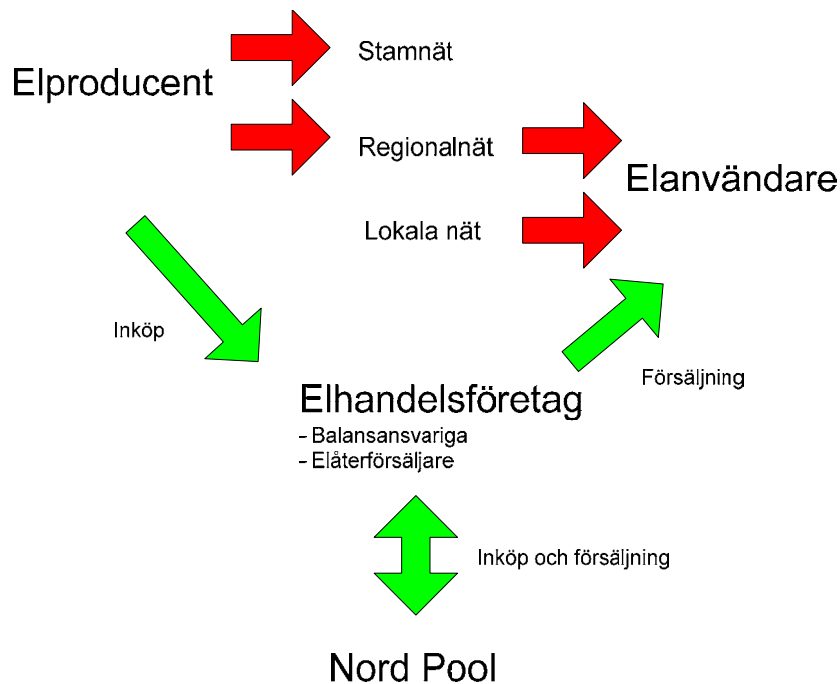 Stamnät
Elproducent
Regionalnät
Elanvändare
Lokala nät
Inköp
Försäljning
Elhandelsföretag
- Balansansvariga
- Elåterförsäljare
Inköp och försäljning
Nord Pool